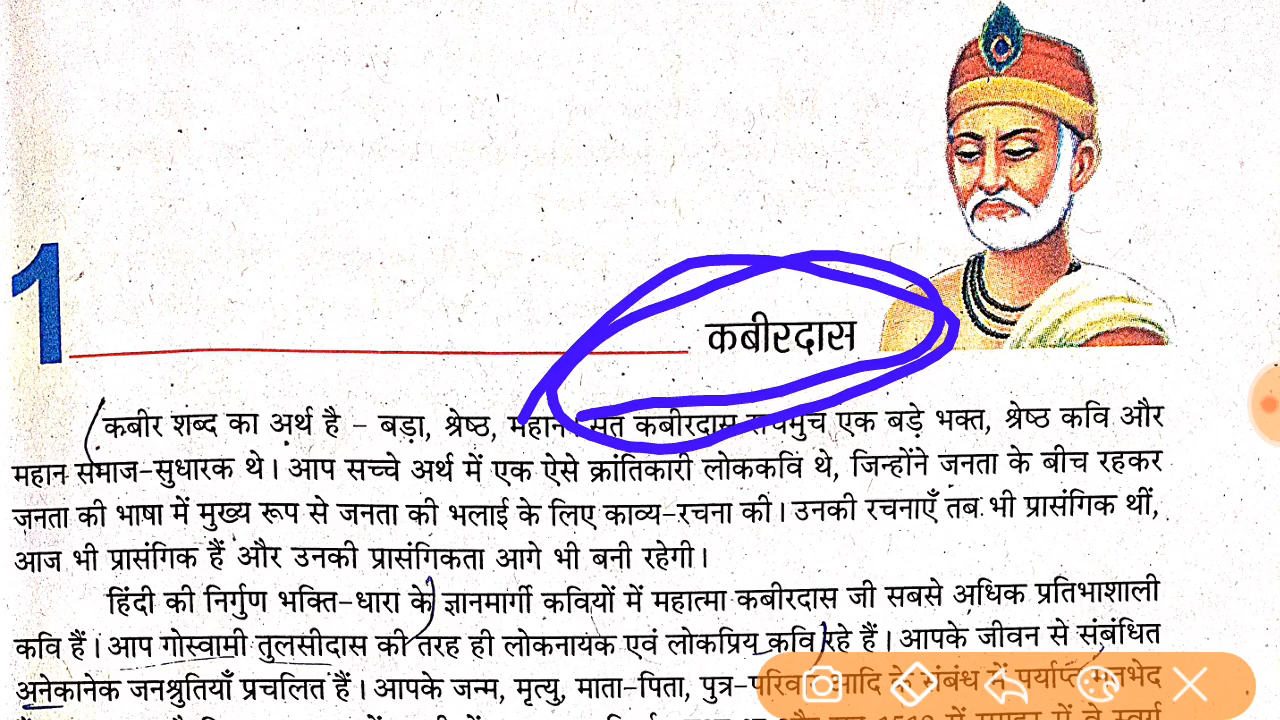 1
कबीरदास
कबीर शब्द का अर्थ है – बड़ा, श्रेष्ठ, महान। संत कबीरदास सचमुच एक बड़े भक्त, श्रेष्ठ कवि और
महान समाज-सुधारक थे। आप सच्चे अर्थ में एक ऐसे क्रांतिकारी लोककवि थे, जिन्होंने जनता के बीच रहकर
जनता की भाषा में मुख्य रूप से जनता की भलाई के लिए काव्य-रचना की। उनकी रचनाएँ तब भी प्रासंगिक थीं,
आज भी प्रासंगिक हैं और उनकी प्रासंगिकता आगे भी बनी रहेगी।
हिंदी की निर्गुण भक्ति-धारा के ज्ञानमार्गी कवियों में महात्मा कबीरदास जी सबसे अधिक प्रतिभाशाली
कवि हैं। आप गोस्वामी तुलसीदास की तरह ही लोकनायक एवं लोकप्रिय कवि रहे हैं। आपके जीवन से संबंधित
अनेकानेक जनश्रुतियाँ प्रचलित हैं। आपके जन्म, मृत्यु, माता-पिता, पुत्र-परिवार आदि के संबंध में पर्याप्त मतभेद